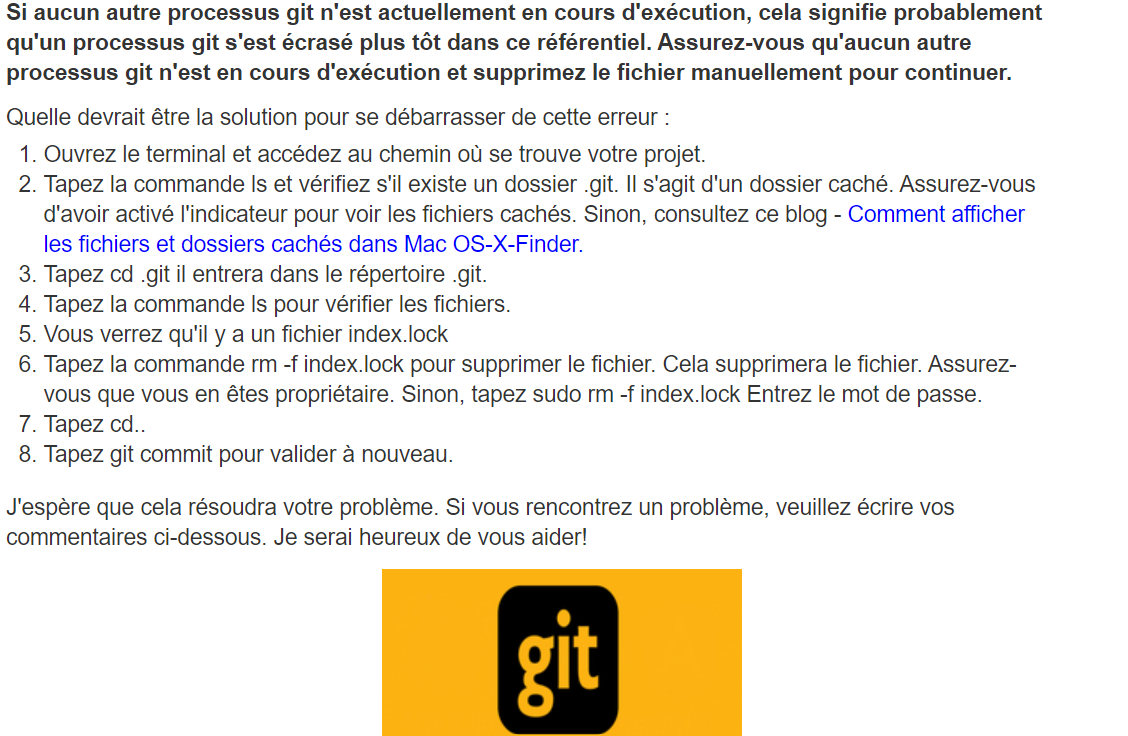 Si aucun autre processus git n'est actuellement en cours d'exécution, cela signifie probablement
qu'un processus git s'est écrasé plus tôt dans ce référentiel. Assurez-vous qu'aucun autre
processus git n'est en cours d'exécution et supprimez le fichier manuellement pour continuer.
Quelle devrait être la solution pour se débarrasser de cette erreur :
1. Ouvrez le terminal et accédez au chemin où se trouve votre projet.
2. Tapez la commande ls et vérifiez s'il existe un dossier .git. Il s'agit d'un dossier caché. Assurez-vous
d'avoir activé l'indicateur pour voir les fichiers cachés. Sinon, consultez ce blog - Comment afficher
les fichiers et dossiers cachés dans Mac OS-X-Finder.
3. Tapez cd .git il entrera dans le répertoire .git.
4. Tapez la commande ls pour vérifier les fichiers.
5. Vous verrez qu'il y a un fichier index.lock
6. Tapez la commande rm -f index.lock pour supprimer le fichier. Cela supprimera le fichier. Assurez-
vous que vous en êtes propriétaire. Sinon, tapez sudo rm -f index.lock Entrez le mot de passe.
7. Tapez cd..
8. Tapez git commit pour valider à nouveau.
J'espère que cela résoudra votre problème. Si vous rencontrez un problème, veuillez écrire vos
commentaires ci-dessous. Je serai heureux de vous aider!
git